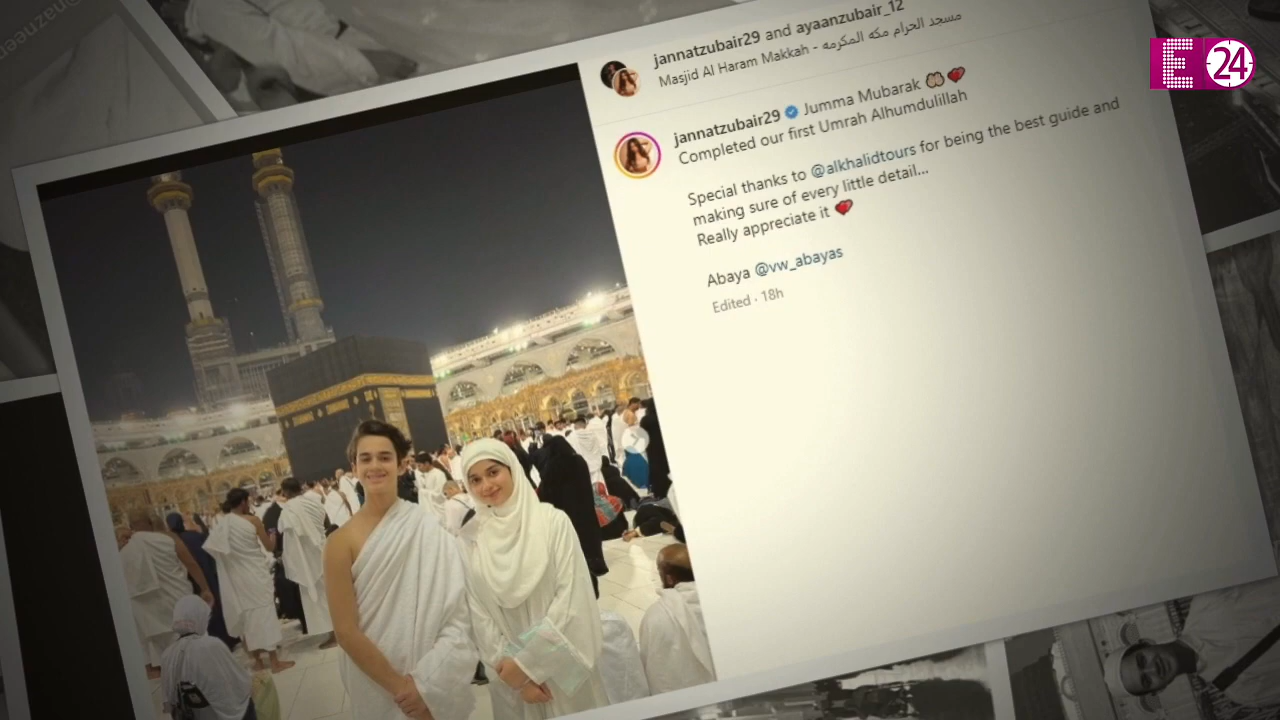 E24
jannatzubair29 and ayaanzubair_12
Masjid Al Haram Makkah - مسجد الحرام مكه المكرمه
jannatzubair29 Jumma Mubarak 🤲🏻❤️
Completed our first Umrah Alhumdulillah
Special thanks to @alkhalidtours for being the best guide and
making sure of every little detail...
Really appreciate it ❤️
Abaya @vw_abayas
Edited · 18h